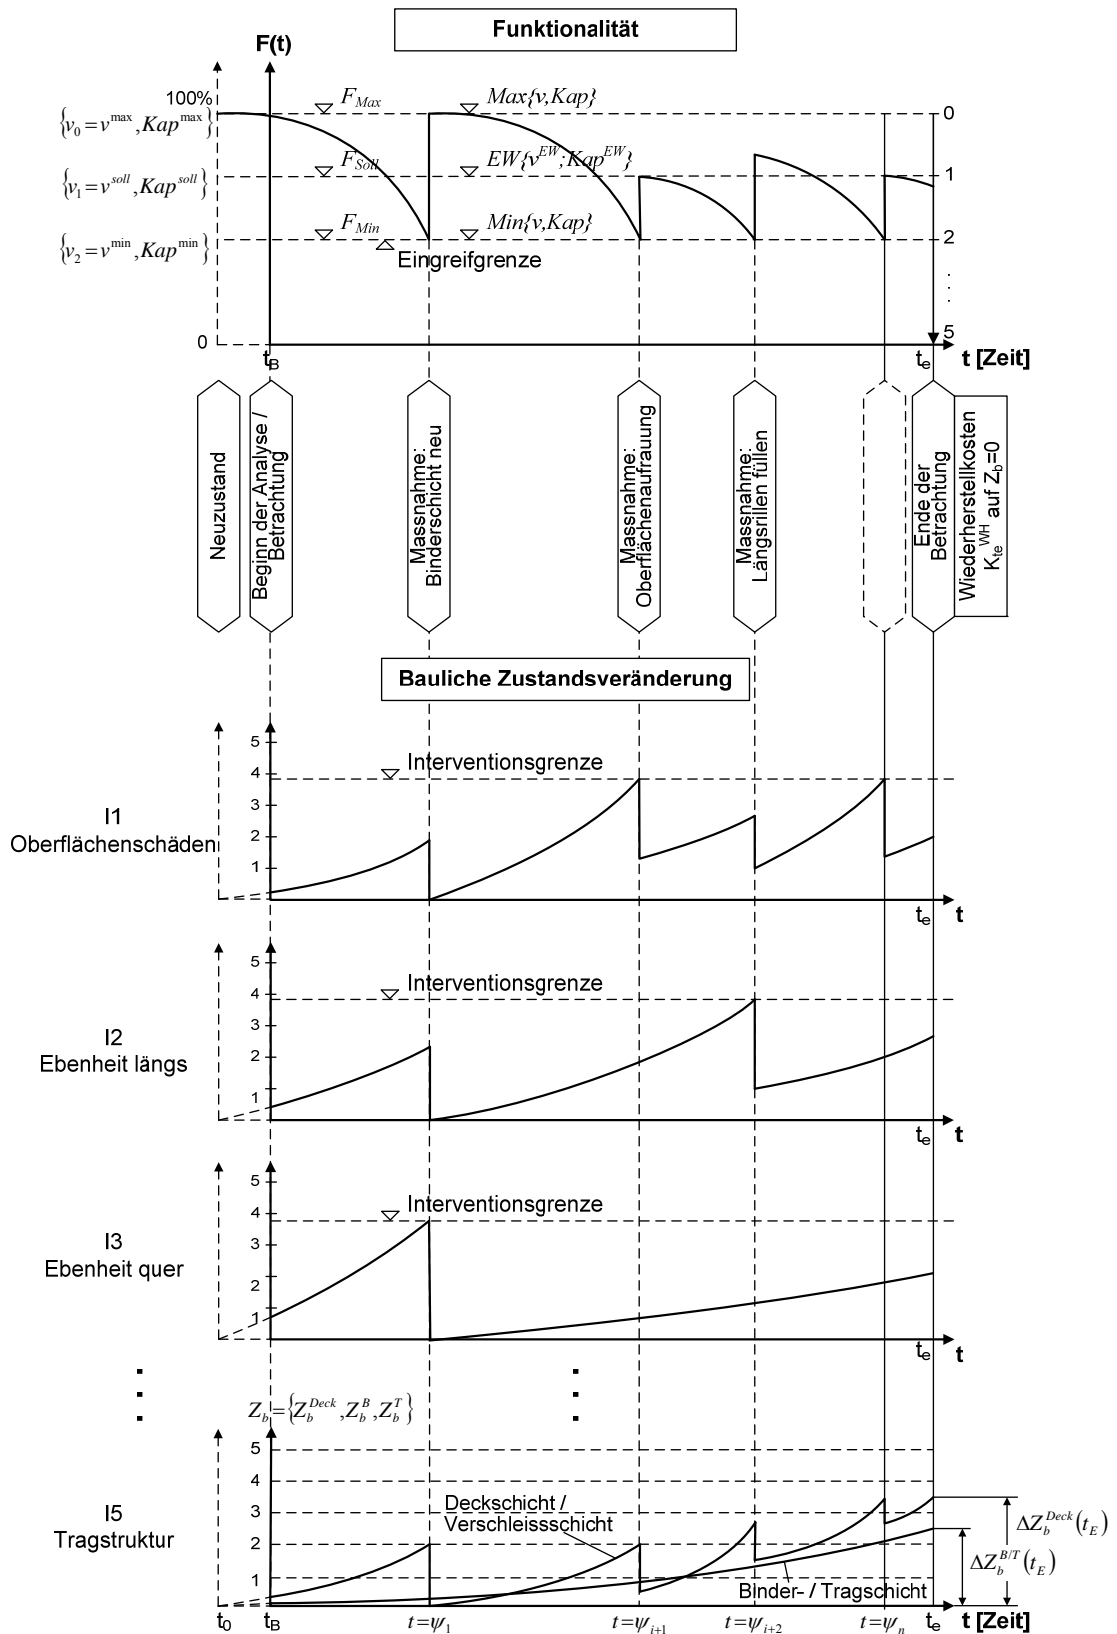 Funktionalität
F(t)
100%
F_Max
Max{v,Kap}
0
{v_0 = v^max, Kap^max}
F_Soll
EW{v^EW; Kap^EW}
1
{v_1 = v^soll, Kap^soll}
F_Min
Min{v,Kap}
2
{v_2 = v^min, Kap^min}
Eingreifgrenze
.
.
.
5
0
t_B
t_e
t [Zeit]
Neuzustand
Beginn der Analyse /
Betrachtung
Massnahme:
Binderschicht neu
Massnahme:
Oberflächenaufrauung
Massnahme:
Längsrillen füllen
Ende der
Betrachtung
Wiederherstellkosten
K_te^WH auf Z_b=0
Bauliche Zustandsveränderung
I1
Oberflächenschäden
5
4
3
2
1
Interventionsgrenze
t_e
t
I2
Ebenheit längs
5
4
3
2
1
Interventionsgrenze
t_e
t
I3
Ebenheit quer
5
4
3
2
1
Interventionsgrenze
t_e
t
Z_b = {Z_b^Deck, Z_b^B, Z_b^T}
I5
Tragstruktur
5
4
3
2
1
Deckschicht /
Verschleissschicht
Binder- / Tragschicht
ΔZ_b^Deck(t_E)
ΔZ_b^B/T(t_E)
t_0
t_B
t=ψ_1
t=ψ_i+1
t=ψ_i+2
t=ψ_n
t_e
t [Zeit]